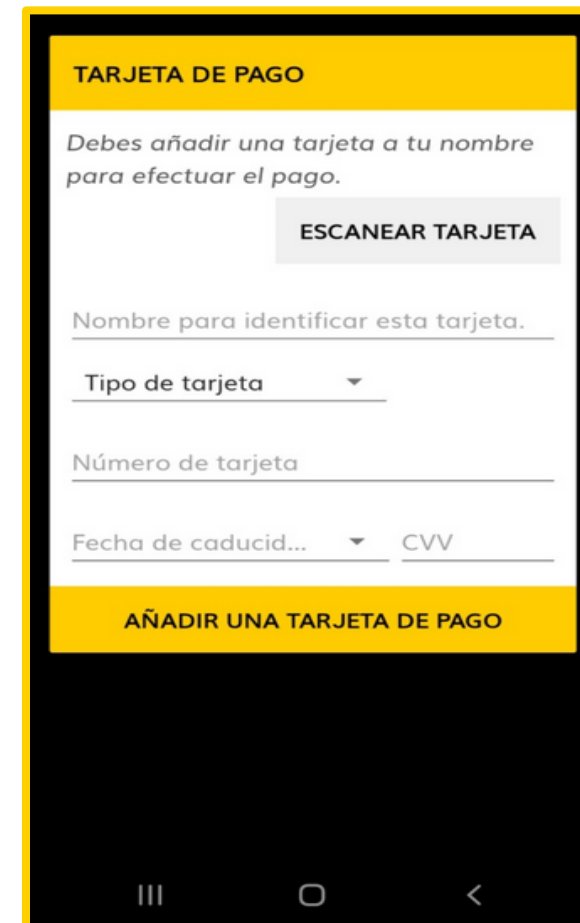 TARJETA DE PAGO
Debes añadir una tarjeta a tu nombre
para efectuar el pago.
ESCANEAR TARJETA
Nombre para identificar esta tarjeta.
Tipo de tarjeta
Número de tarjeta
Fecha de caducid... CVV
AÑADIR UNA TARJETA DE PAGO